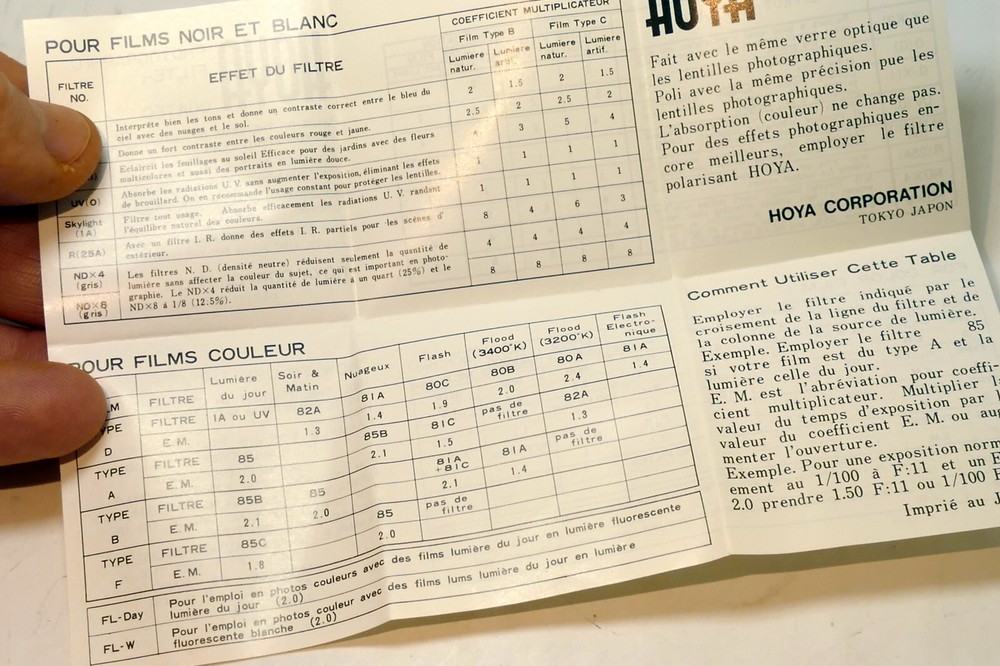 POUR FILMS NOIR ET BLANC
COEFFICIENT MULTIPLICATEUR
FILTRE NO.
EFFET DU FILTRE
Film Type B
Film Type C
Lumiere natur.
Lumiere artif.
Lumiere natur.
Lumiere artif.
Interprète bien les tons et donne un contraste correct entre le bleu du
ciel avec des nuages et le sol.
2 1.5 2 1.5
Donne un fort contraste entre les couleurs rouge et jaune.
2.5 2 2.5 2
Eclaircit les feuillages au soleil Efficace pour des jardins avec des fleurs
multicolores et aussi des portraits en lumière douce.
3 5 4
UV(O)
Absorbe les radiations U. V. sans augmenter l'exposition, éliminant les effets
de brouillard. On en recommande l'usage constant pour protéger les lentilles.
1 1 1 1
Skylight (1A)
Filtre tout usage. Absorbe efficacement les radiations U. V. randant
l'équilibre naturel des couleurs.
1 1 1 1
R(25A)
Avec un filtre I. R. donne des effets I. R. partiels pour les scènes d'
extérieur.
8 4 6 3
ND×4 (gris)
Les filtres N. D. (densité neutre) réduisent seulement la quantité de
lumière sans affecter la couleur du sujet, ce qui est important en photo-
graphie. Le ND×4 réduit la quantité de lumière à un quart (25%) et le
ND×8 à 1/8 (12.5%).
4 4 4 4
ND×8 (gris)
8 8 8 8
HOYA
Fait avec le même verre optique que
les lentilles photographiques.
Poli avec la même précision pue les
lentilles photographiques.
L'absorption (couleur) ne change pas.
Pour des effets photographiques en-
core meilleurs, employer le filtre
polarisant HOYA.
HOYA CORPORATION
TOKYO JAPON
POUR FILMS COULEUR
FILTRE
Lumière du jour
Soir & Matin
Nuageux
Flash
Flood (3400°K)
Flood (3200°K)
Flash Electro-nique
D
FILTRE 1A ou UV 82A 81A 80C 80B 80A 81A
E. M. 1.3 1.4 1.9 2.0 2.4 1.4
TYPE A
FILTRE 85 85B 81C pas de filtre 82A
E. M. 2.0 2.1 1.5 1.3
TYPE B
FILTRE 85B 85 81A +81C 81A pas de filtre
E. M. 2.1 2.0 2.1 1.4
TYPE F
FILTRE 85C 85 pas de filtre
E. M. 1.8 2.0
FL-Day
Pour l'emploi en photos couleurs avec des films lumière du jour en lumière fluorescente
lumière du jour (2.0)
FL-W
Pour l'emploi en photos couleur avec des films lums lumière du jour en lumière
fluorescente blanche (2.0)
Comment Utiliser Cette Table
Employer le filtre indiqué par le
croisement de la ligne du filtre et de
la colonne de la source de lumière.
Exemple. Employer le filtre 85
si votre film est du type A et la
lumière celle du jour.
E. M. est l'abréviation pour coeffi-
cient multiplicateur. Multiplier
valeur du temps d'exposition par
valeur du coefficient E. M. ou
menter l'ouverture.
Exemple. Pour une exposition
ement au 1/100 à F:11 et un
2.0 prendre 1.50 F:11 ou 1/100
Imprié au